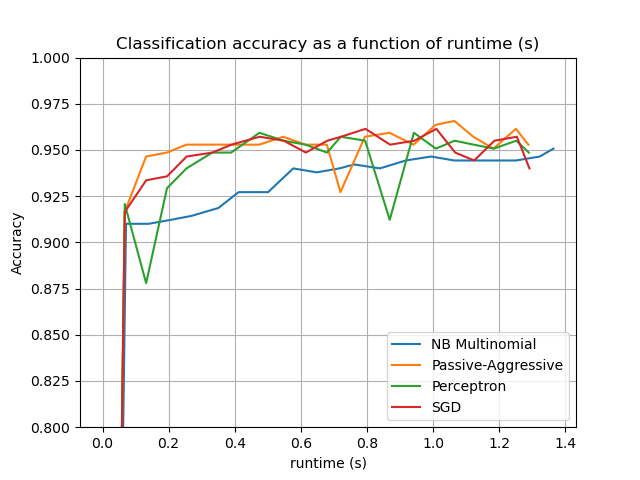 Classification accuracy as a function of runtime (s)
1.000
0.975
0.950
0.925
0.900
0.875
0.850
0.825
0.800
Accuracy
NB Multinomial
Passive-Aggressive
Perceptron
SGD
0.0 0.2 0.4 0.6 0.8 1.0 1.2 1.4
runtime (s)